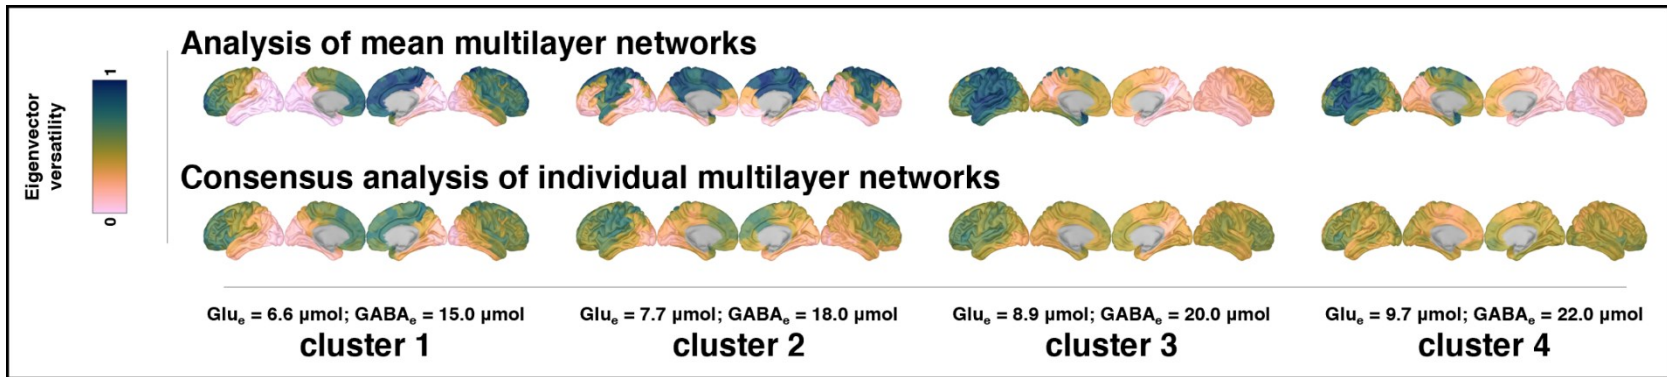 Analysis of mean multilayer networks
Eigenvector
versatility
1
0
Consensus analysis of individual multilayer networks
Gluₑ = 6.6 µmol; GABAₑ = 15.0 µmol
cluster 1
Gluₑ = 7.7 µmol; GABAₑ = 18.0 µmol
cluster 2
Gluₑ = 8.9 µmol; GABAₑ = 20.0 µmol
cluster 3
Gluₑ = 9.7 µmol; GABAₑ = 22.0 µmol
cluster 4